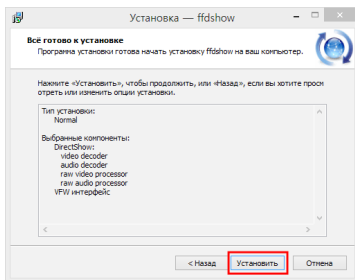 Установка — ffdshow
Всё готово к установке
Программа установки готова начать установку ffdshow на ваш компьютер.
Нажмите «Установить», чтобы продолжить, или «Назад», если вы хотите просм
отреть или изменить опции установки.
Тип установки:
Normal
Выбранные компоненты:
DirectShow:
video decoder
audio decoder
raw video processor
raw audio processor
VFW интерфейс
< Назад
Установить
Отмена